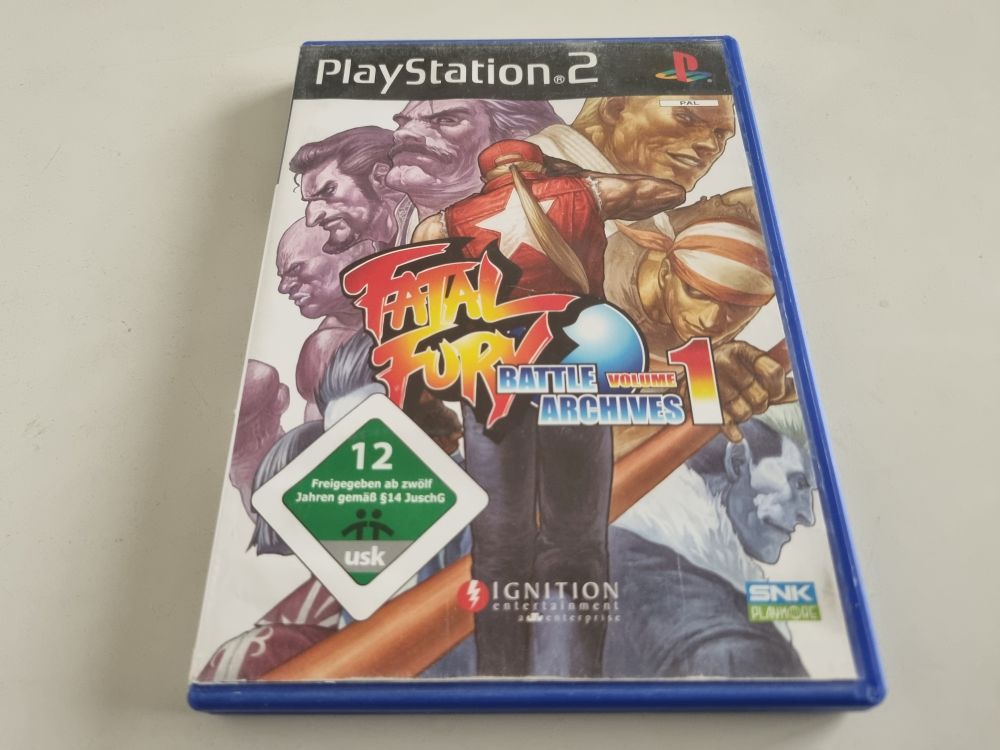 PlayStation®2
PAL
FATAL
FURY
BATTLE VOLUME 1
ARCHIVES
12
Freigegeben ab zwölf
Jahren gemäß §14 JuschG
usk
IGNITION
entertainment
enterprise
SNK
PLAYMORE